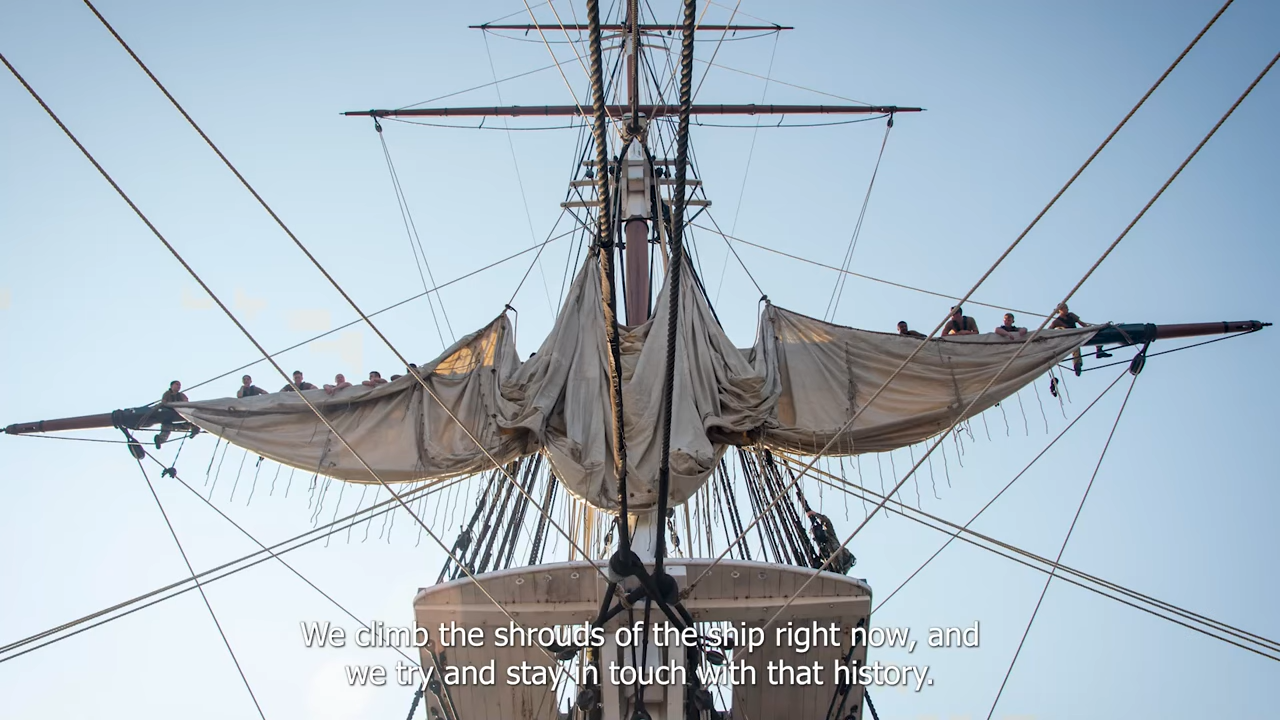 We climb the shrouds of the ship right now, and
we try and stay in touch with that history.